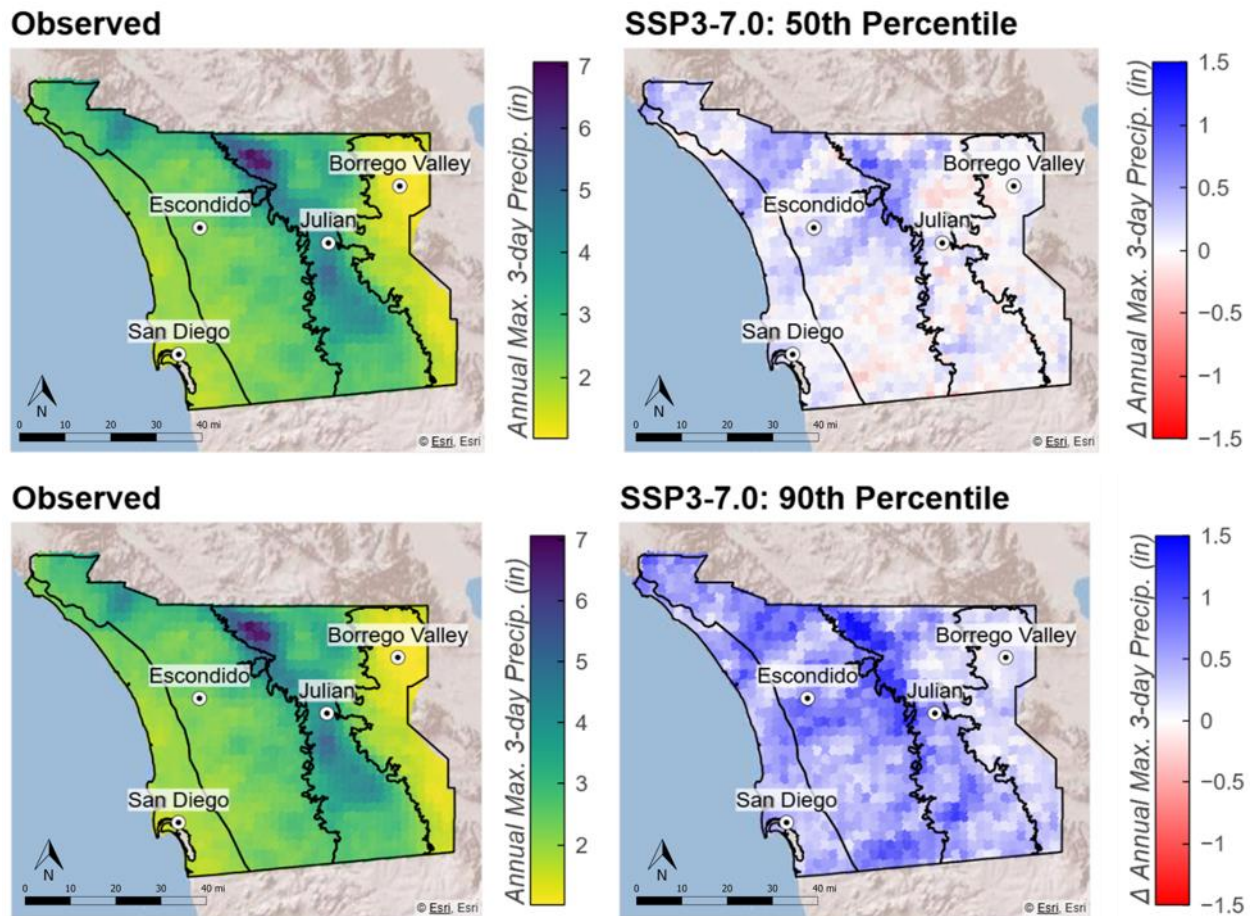 Observed
SSP3-7.0: 50th Percentile
Borrego Valley
Escondido
Julian
San Diego
N
0 10 20 30 40 mi
© Esri, Esri
7
6
5
4
3
2
Annual Max. 3-day Precip. (in)
Borrego Valley
Escondido
Julian
San Diego
N
0 10 20 30 40 mi
© Esri, Esri
1.5
1
0.5
0
−0.5
−1
−1.5
Δ Annual Max. 3-day Precip. (in)
Observed
SSP3-7.0: 90th Percentile
Borrego Valley
Escondido
Julian
San Diego
N
0 10 20 30 40 mi
© Esri, Esri
7
6
5
4
3
2
Annual Max. 3-day Precip. (in)
Borrego Valley
Escondido
Julian
San Diego
N
0 10 20 30 40 mi
© Esri, Esri
1.5
1
0.5
0
−0.5
−1
−1.5
Δ Annual Max. 3-day Precip. (in)